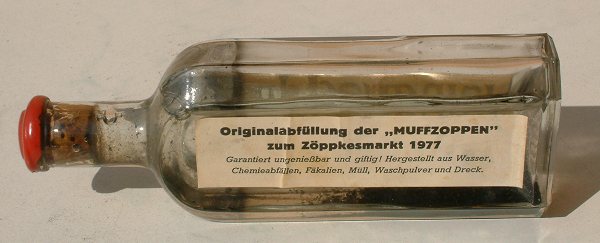 Originalabfüllung der „MUFFZOPPEN"
zum Zöppkesmarkt 1977
Garantiert ungenießbar und giftig! Hergestellt aus Wasser,
Chemieabfällen, Fäkalien, Müll, Waschpulver und Dreck.